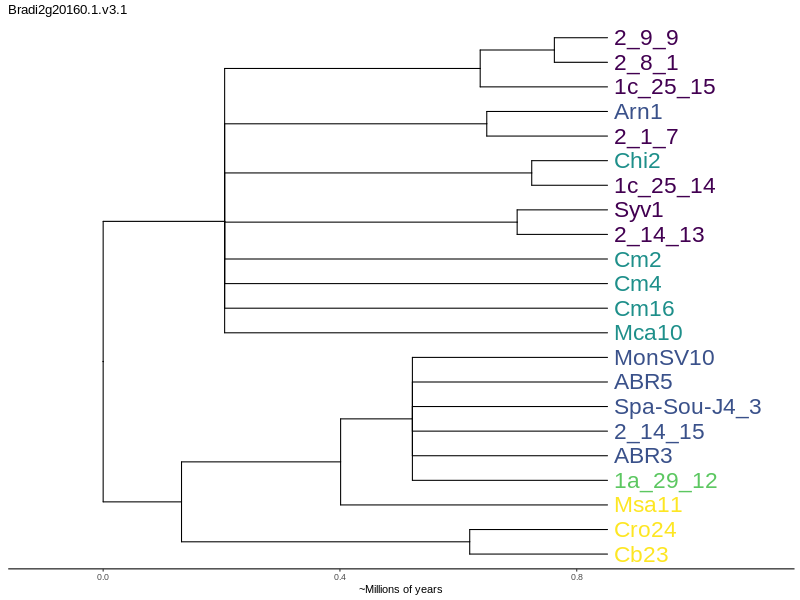 Bradi2g20160.1.v3.1
2_9_9
2_8_1
1c_25_15
Arn1
2_1_7
Chi2
1c_25_14
Syv1
2_14_13
Cm2
Cm4
Cm16
Mca10
MonSV10
ABR5
Spa-Sou-J4_3
2_14_15
ABR3
1a_29_12
Msa11
Cro24
Cb23
0.0 0.4 0.8
~Millions of years